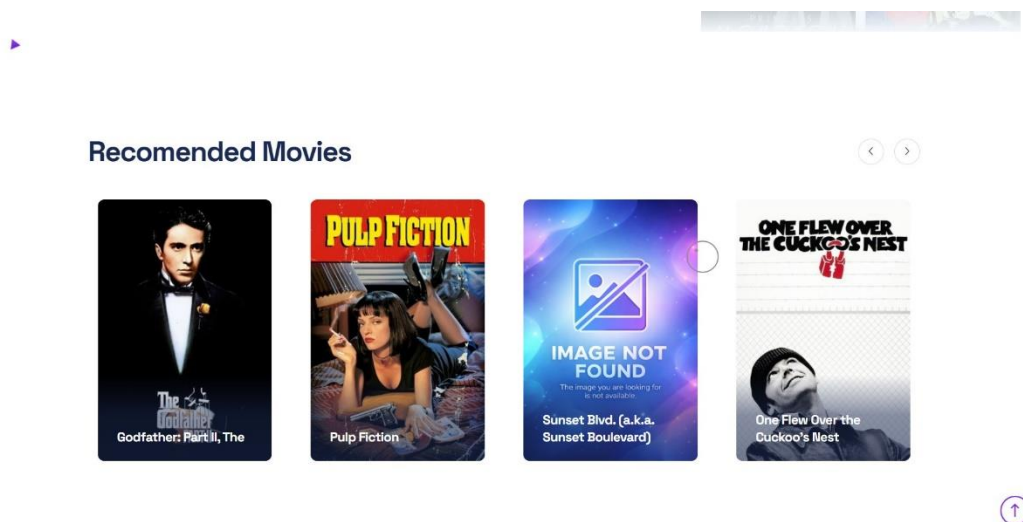 Recomended Movies
The
Godfather
Godfather: Part II, The
PULP FICTION
Pulp Fiction
IMAGE NOT
FOUND
The image you are looking for
is not available.
Sunset Blvd. (a.k.a.
Sunset Boulevard)
ONE FLEW OVER
THE CUCKOO'S NEST
One Flew Over the
Cuckoo's Nest